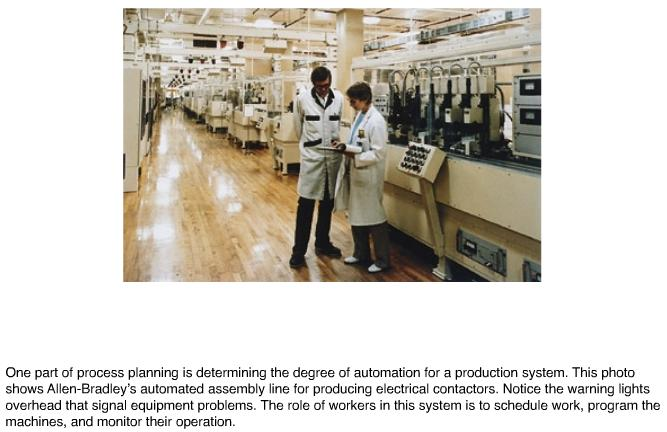 One part of process planning is determining the degree of automation for a production system. This photo
shows Allen-Bradley's automated assembly line for producing electrical contactors. Notice the warning lights
overhead that signal equipment problems. The role of workers in this system is to schedule work, program the
machines, and monitor their operation.